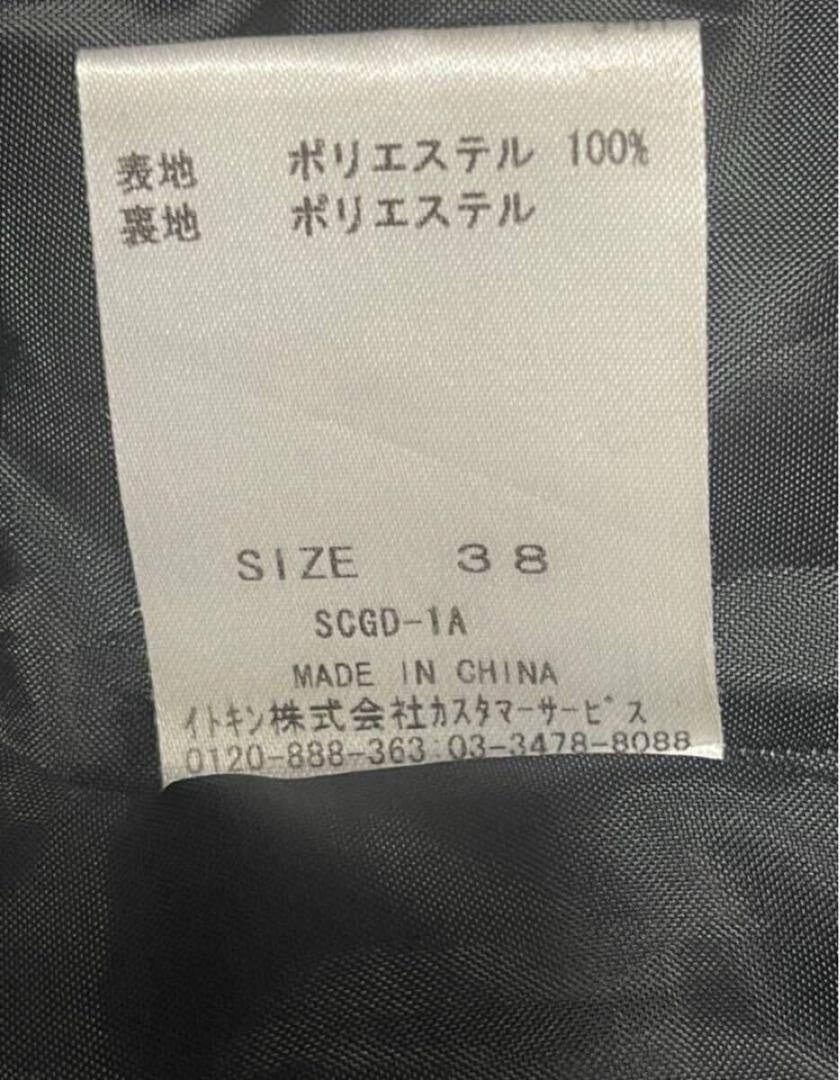 表地 ポリエステル 100%
裏地 ポリエステル
SIZE 38
SCGD-1A
MADE IN CHINA
イトキン株式会社カスタマーサービス
0120-888-363:03-3478-8088